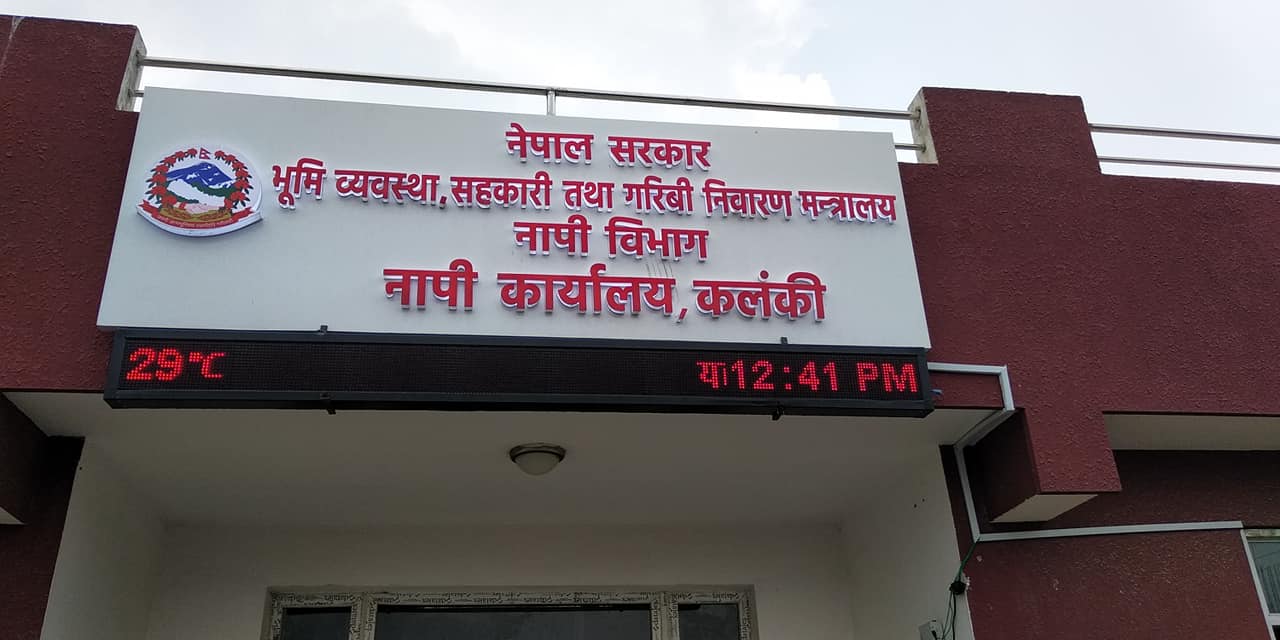 नेपाल सरकार
भूमि व्यवस्था, सहकारी तथा गरिबी निवारण मन्त्रालय
नापी विभाग
नापी कार्यालय, कलंकी
29°C या12:41 PM